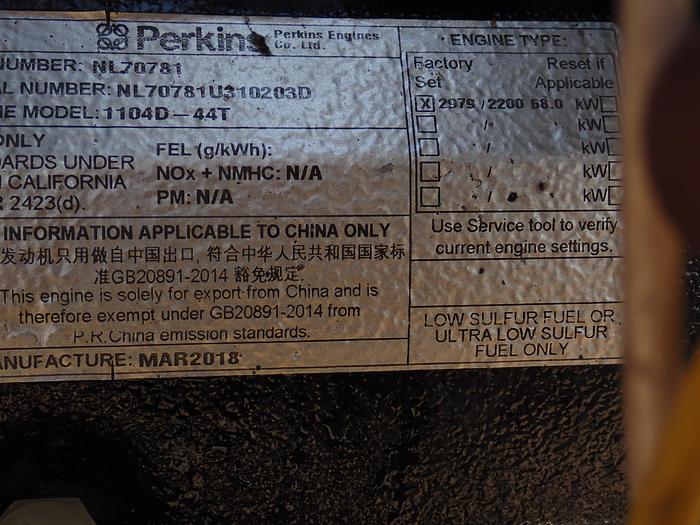 Perkins Perkins Engines
Co. Ltd.
NUMBER: NL70781
AL NUMBER: NL70781U310203D
NE MODEL: 1104D-44T
ONLY
DARDS UNDER
CALIFORNIA
2423(d).
FEL (g/kWh):
NOx + NMHC: N/A
PM: N/A
INFORMATION APPLICABLE TO CHINA ONLY
发动机只用做自中国出口, 符合中华人民共和国国家标
准GB20891-2014 豁免规定.
This engine is solely for export from China and is
therefore exempt under GB20891-2014 from
P.R.China emission standards.
ANUFACTURE: MAR2018
ENGINE TYPE:
Factory Reset if
Set Applicable
X 2979 / 2200 68.0 kW
/ kW
/ kW
/ kW
/ kW
Use Service tool to verify
current engine settings.
LOW SULFUR FUEL OR
ULTRA LOW SULFUR
FUEL ONLY